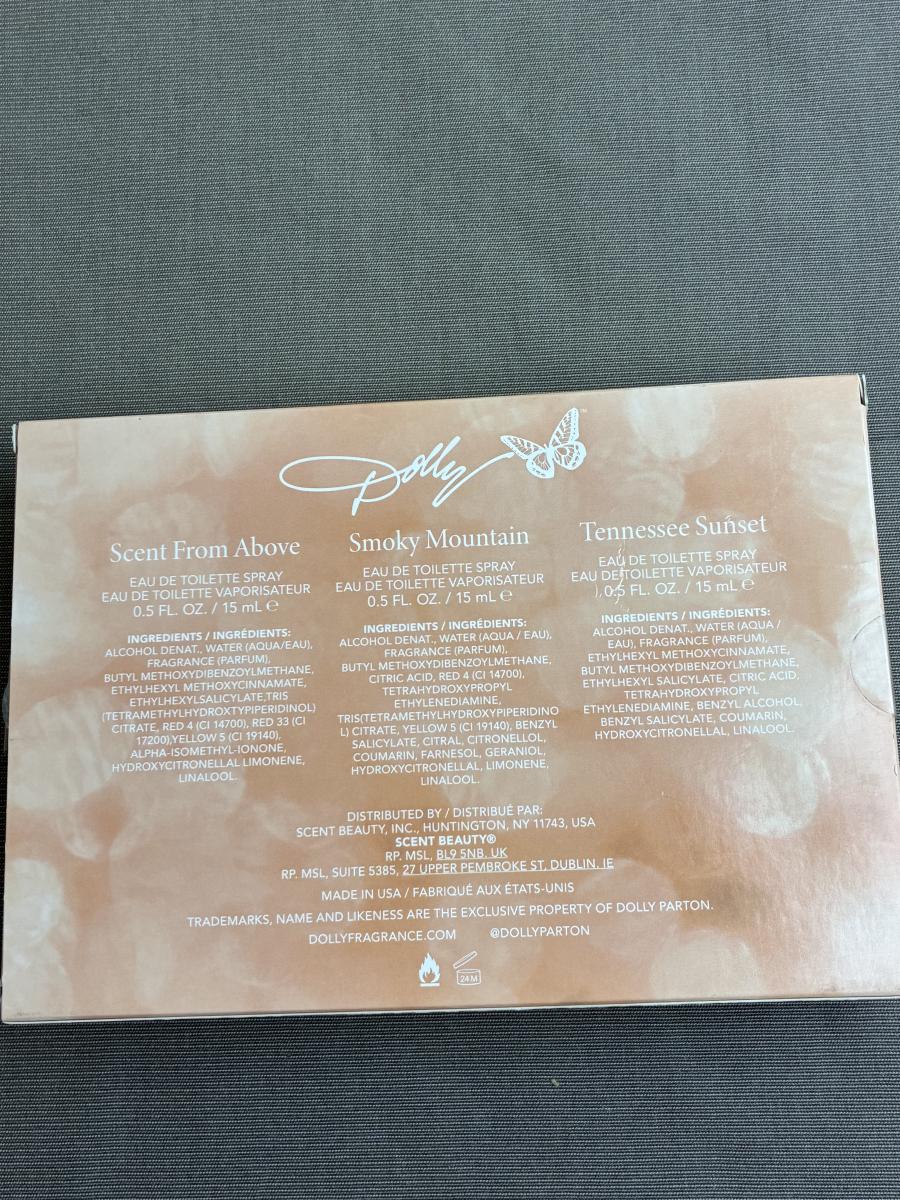 Dolly
™
Scent From Above
EAU DE TOILETTE SPRAY
EAU DE TOILETTE VAPORISATEUR
0.5 FL. OZ. / 15 mL ℮
INGREDIENTS / INGRÉDIENTS:
ALCOHOL DENAT., WATER (AQUA/EAU),
FRAGRANCE (PARFUM),
BUTYL METHOXYDIBENZOYLMETHANE,
ETHYLHEXYL METHOXYCINNAMATE,
ETHYLHEXYLSALICYLATE,TRIS
(TETRAMETHYLHYDROXYPIPERIDINOL)
CITRATE, RED 4 (CI 14700), RED 33 (CI
17200),YELLOW 5 (CI 19140),
ALPHA-ISOMETHYL-IONONE,
HYDROXYCITRONELLAL LIMONENE,
LINALOOL.
Smoky Mountain
EAU DE TOILETTE SPRAY
EAU DE TOILETTE VAPORISATEUR
0.5 FL. OZ. / 15 mL ℮
INGREDIENTS / INGRÉDIENTS:
ALCOHOL DENAT., WATER (AQUA / EAU),
FRAGRANCE (PARFUM),
BUTYL METHOXYDIBENZOYLMETHANE,
CITRIC ACID, RED 4 (CI 14700),
TETRAHYDROXYPROPYL
ETHYLENEDIAMINE,
TRIS(TETRAMETHYLHYDROXYPIPERIDINO
L) CITRATE, YELLOW 5 (CI 19140), BENZYL
SALICYLATE, CITRAL, CITRONELLOL,
COUMARIN, FARNESOL, GERANIOL,
HYDROXYCITRONELLAL, LIMONENE,
LINALOOL.
Tennessee Sunset
EAU DE TOILETTE SPRAY
EAU DE TOILETTE VAPORISATEUR
0.5 FL. OZ. / 15 mL ℮
INGREDIENTS / INGRÉDIENTS:
ALCOHOL DENAT., WATER (AQUA /
EAU), FRAGRANCE (PARFUM),
ETHYLHEXYL METHOXYCINNAMATE,
BUTYL METHOXYDIBENZOYLMETHANE,
ETHYLHEXYL SALICYLATE, CITRIC ACID,
TETRAHYDROXYPROPYL
ETHYLENEDIAMINE, BENZYL ALCOHOL,
BENZYL SALICYLATE, COUMARIN,
HYDROXYCITRONELLAL, LINALOOL.
DISTRIBUTED BY / DISTRIBUÉ PAR:
SCENT BEAUTY, INC., HUNTINGTON, NY 11743, USA
SCENT BEAUTY®
RP. MSL, BL9 5NB. UK
RP. MSL, SUITE 5385, 27 UPPER PEMBROKE ST, DUBLIN. IE
MADE IN USA / FABRIQUÉ AUX ÉTATS-UNIS
TRADEMARKS, NAME AND LIKENESS ARE THE EXCLUSIVE PROPERTY OF DOLLY PARTON.
DOLLYFRAGRANCE.COM @DOLLYPARTON
24 M